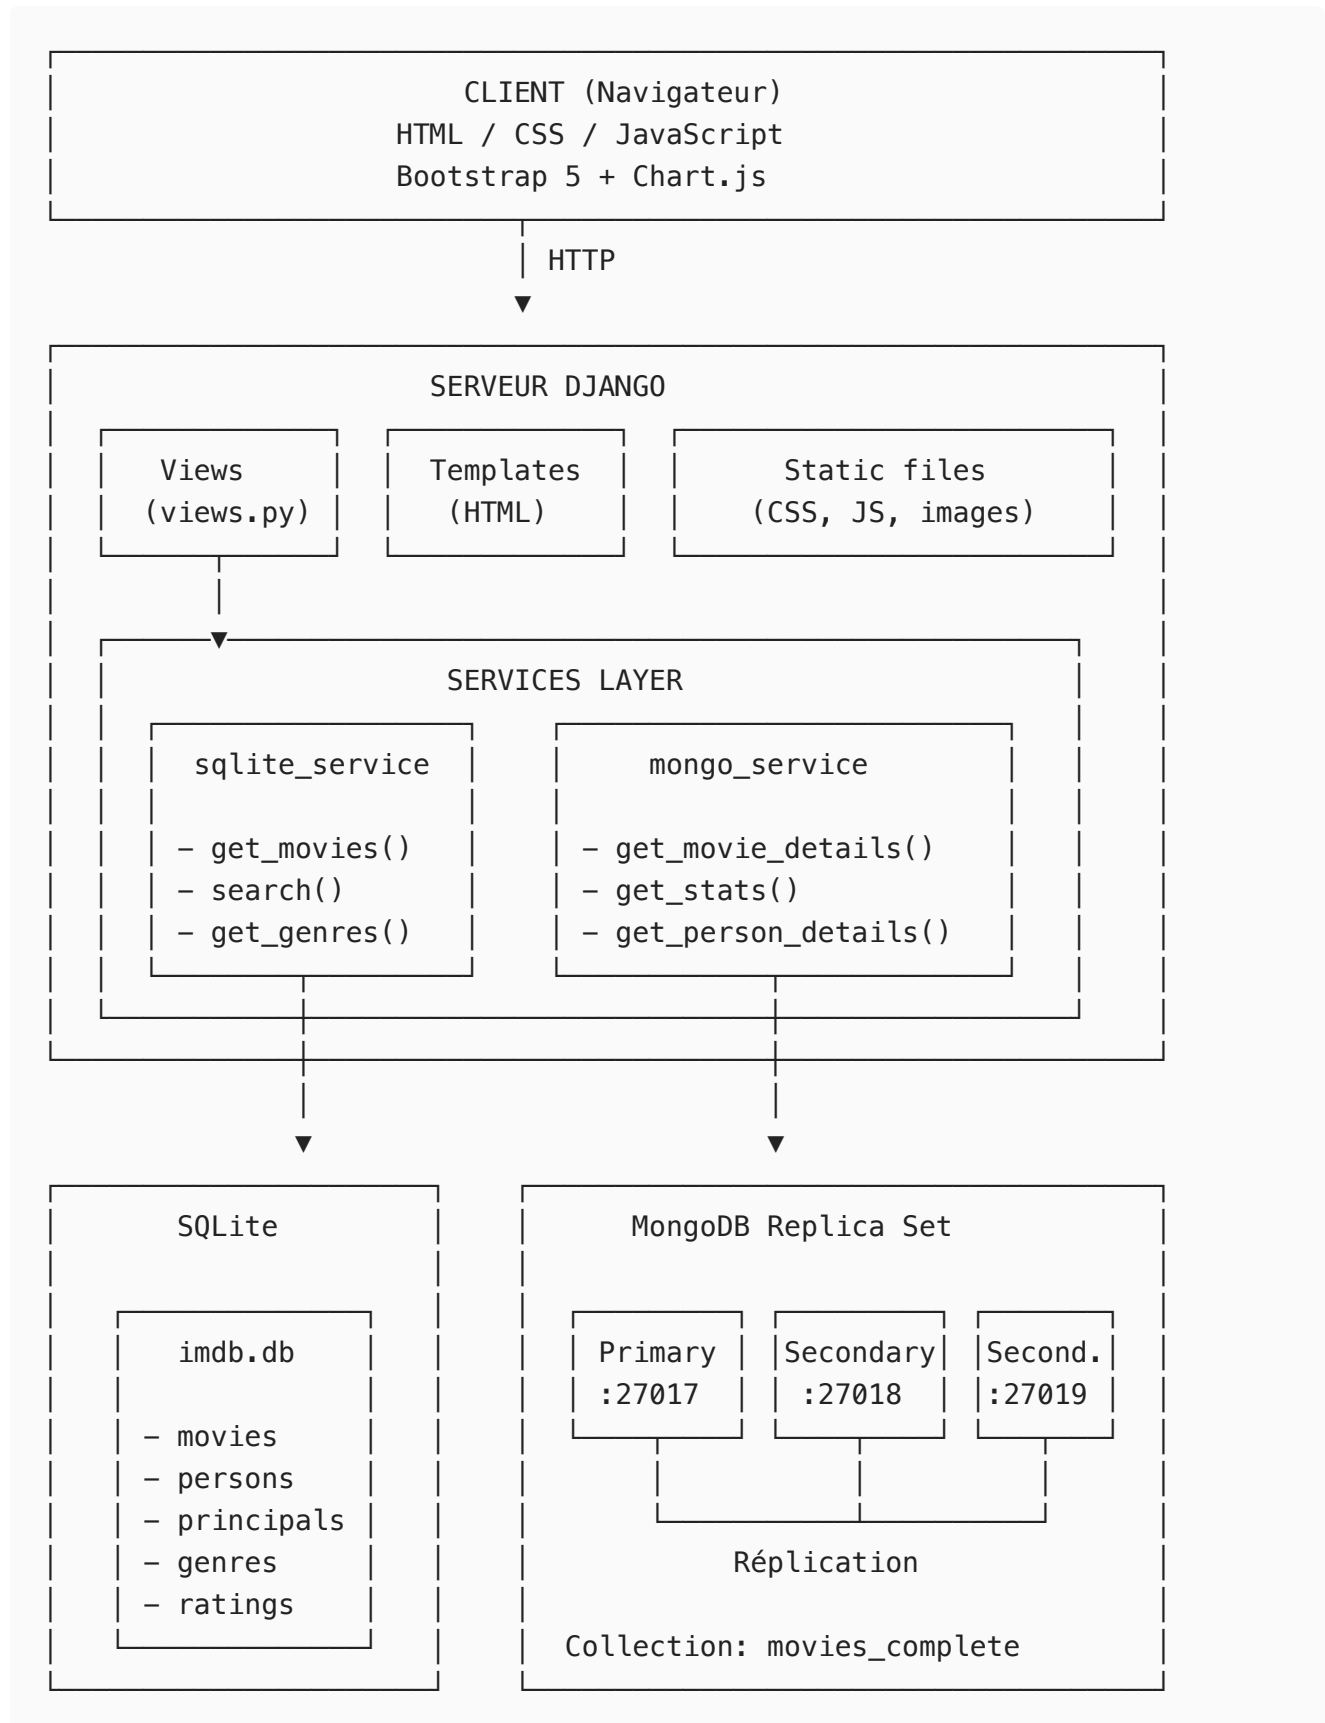 CLIENT (Navigateur)
HTML / CSS / JavaScript
Bootstrap 5 + Chart.js
HTTP
SERVEUR DJANGO
Views
(views.py)
Templates
(HTML)
Static files
(CSS, JS, images)
SERVICES LAYER
sqlite_service
- get_movies()
- search()
- get_genres()
mongo_service
- get_movie_details()
- get_stats()
- get_person_details()
SQLite
imdb.db
- movies
- persons
- principals
- genres
- ratings
MongoDB Replica Set
Primary
:27017
Secondary
:27018
Second.
:27019
Réplication
Collection: movies_complete